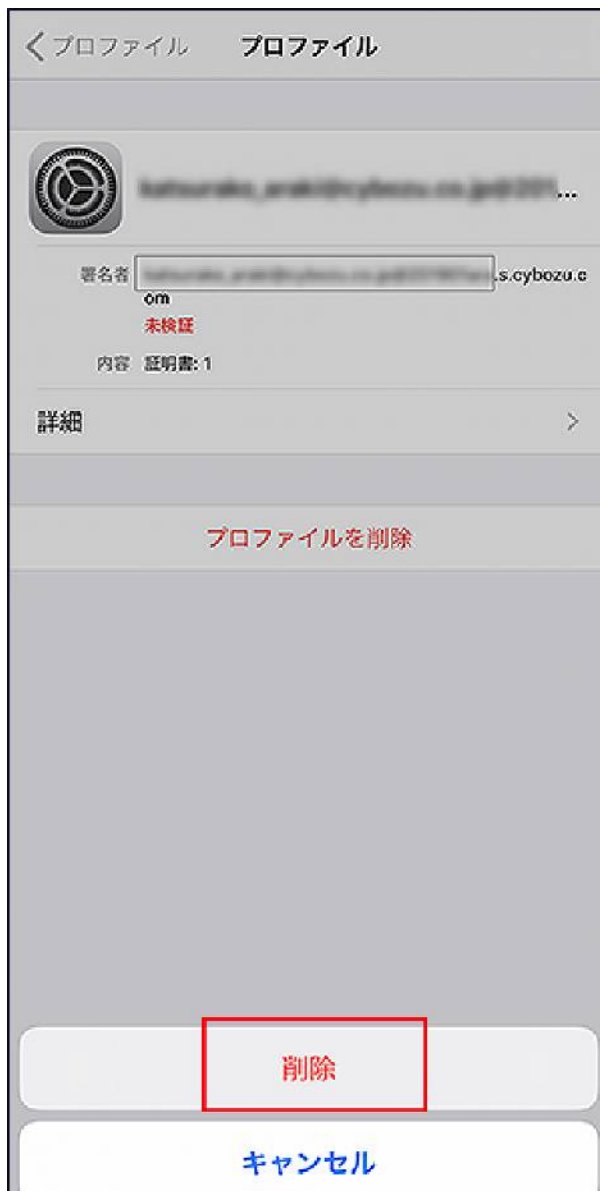 プロファイル プロファイル
...
署名者 .s.cybozu.c
om
未検証
内容 証明書: 1
詳細
プロファイルを削除
削除
キャンセル